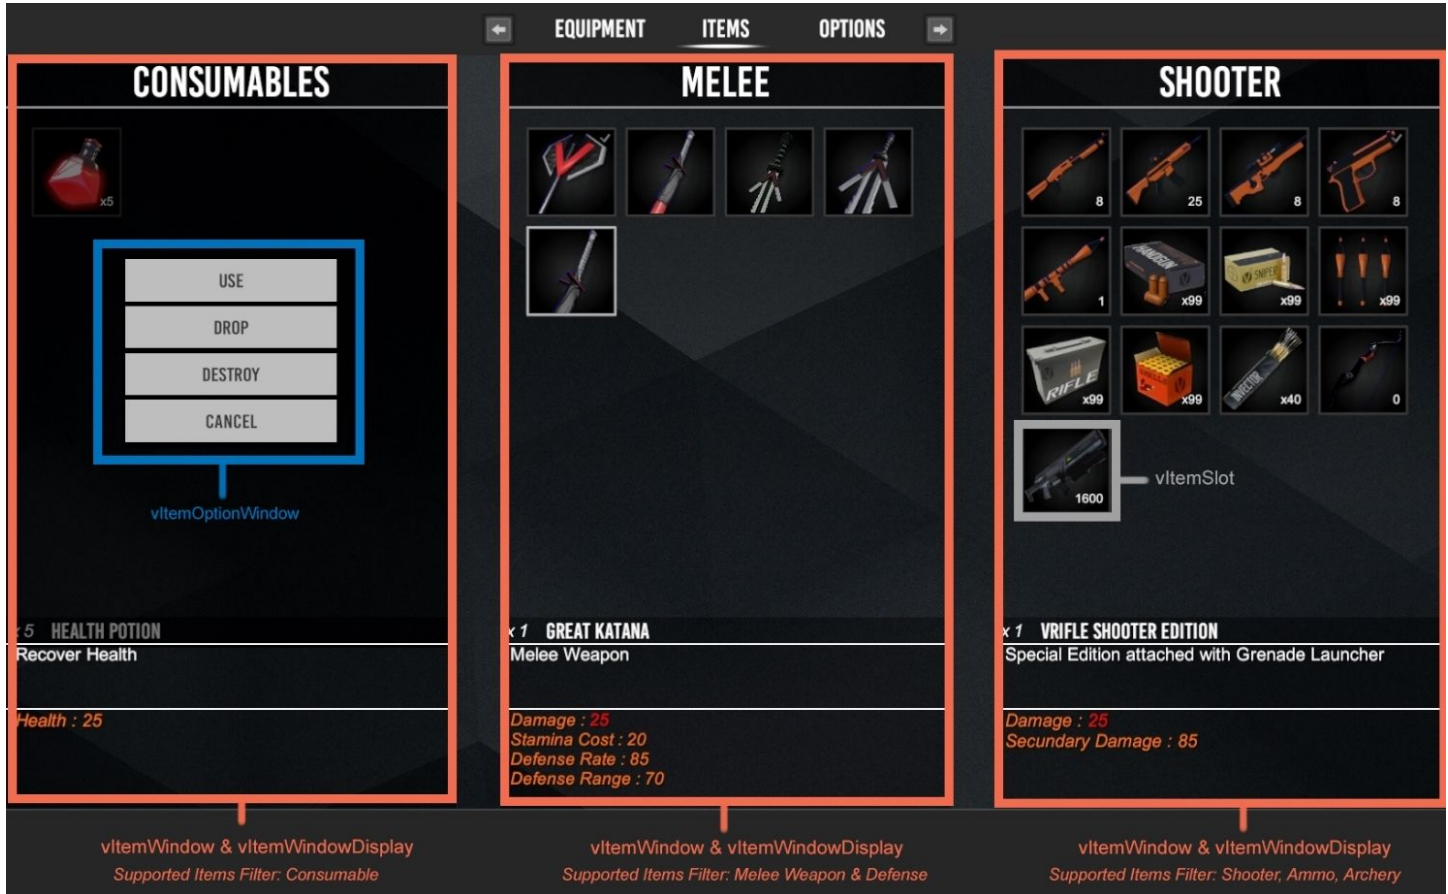 EQUIPMENT ITEMS OPTIONS
CONSUMABLES
x5
USE
DROP
DESTROY
CANCEL
vItemOptionWindow
x 5 HEALTH POTION
Recover Health
Health : 25
vItemWindow & vItemWindowDisplay
Supported Items Filter: Consumable
MELEE
x 1 GREAT KATANA
Melee Weapon
Damage : 25
Stamina Cost : 20
Defense Rate : 85
Defense Range : 70
vItemWindow & vItemWindowDisplay
Supported Items Filter: Melee Weapon & Defense
SHOOTER
8 25 8 8
HANDGUN
SNIPER
1 x99 x99 x99
RIFLE
SHELLS
INVECTOR
x99 x99 x40 0
1600
vItemSlot
x 1 VRIFLE SHOOTER EDITION
Special Edition attached with Grenade Launcher
Damage : 25
Secundary Damage : 85
vItemWindow & vItemWindowDisplay
Supported Items Filter: Shooter, Ammo, Archery